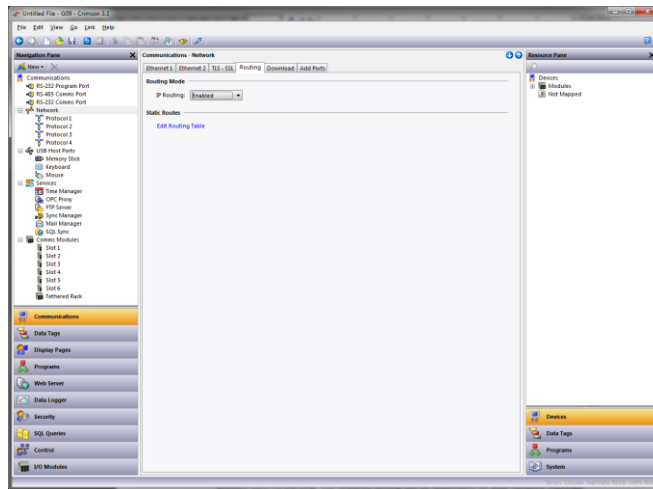 Untitled File - G09 - Crimson 3.1
File Edit View Go Link Help
Navigation Pane
New
Communications
RS-232 Program Port
RS-485 Comms Port
RS-232 Comms Port
Network
Protocol 1
Protocol 2
Protocol 3
Protocol 4
USB Host Ports
Memory Stick
Keyboard
Mouse
Services
Time Manager
OPC Proxy
FTP Server
Sync Manager
Mail Manager
SQL Sync
Comms Modules
Slot 1
Slot 2
Slot 3
Slot 4
Slot 5
Slot 6
Tethered Rack
Communications
Data Tags
Display Pages
Programs
Web Server
Data Logger
Security
SQL Queries
Control
I/O Modules
Communications - Network
Ethernet 1 Ethernet 2 TLS - SSL Routing Download Add Ports
Routing Mode
IP Routing: Enabled
Static Routes
Edit Routing Table
Resource Pane
Devices
Modules
Not Mapped
Devices
Data Tags
Programs
System
Errors Circular Translate READ CAPS